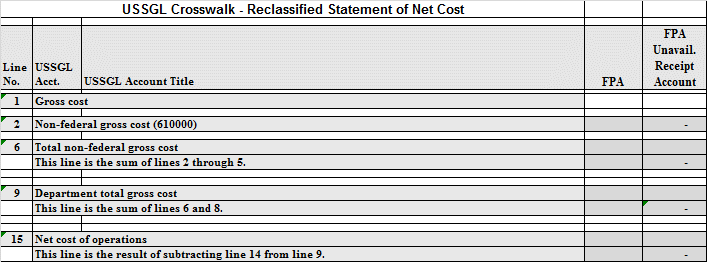 USSGL Crosswalk - Reclassified Statement of Net Cost
Line No. USSGL Acct. USSGL Account Title FPA FPA Unavail. Receipt Account
1 Gross cost
2 Non-federal gross cost (610000) -
6 Total non-federal gross cost
This line is the sum of lines 2 through 5. -
9 Department total gross cost
This line is the sum of lines 6 and 8. -
15 Net cost of operations
This line is the result of subtracting line 14 from line 9. -